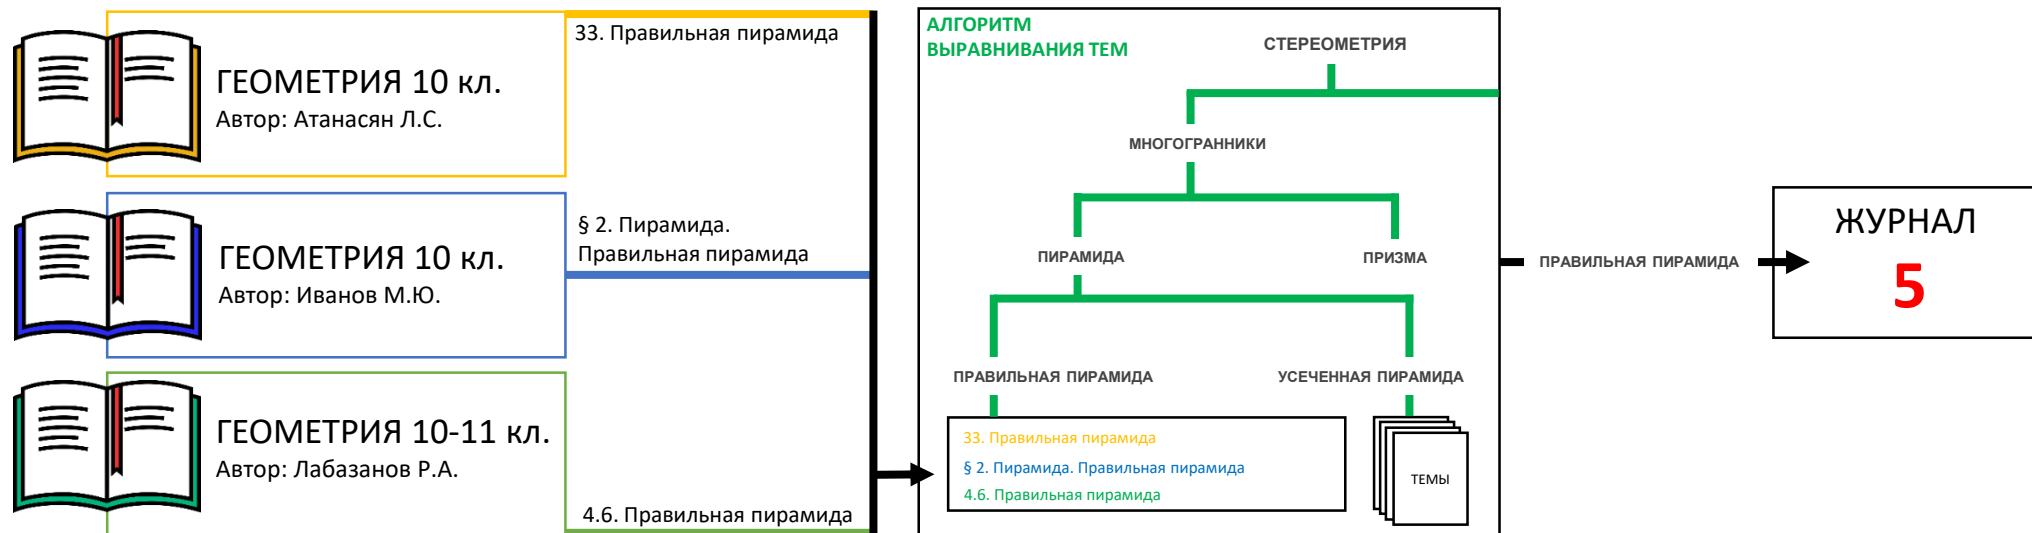 ГЕОМЕТРИЯ 10 кл.
Автор: Атанасян Л.С.
33. Правильная пирамида
ГЕОМЕТРИЯ 10 кл.
Автор: Иванов М.Ю.
§ 2. Пирамида.
Правильная пирамида
ГЕОМЕТРИЯ 10-11 кл.
Автор: Лабазанов Р.А.
4.6. Правильная пирамида
АЛГОРИТМ
ВЫРАВНИВАНИЯ ТЕМ
СТЕРЕОМЕТРИЯ
МНОГОГРАННИКИ
ПИРАМИДА
ПРИЗМА
ПРАВИЛЬНАЯ ПИРАМИДА
УСЕЧЕННАЯ ПИРАМИДА
33. Правильная пирамида
§ 2. Пирамида. Правильная пирамида
4.6. Правильная пирамида
ТЕМЫ
ПРАВИЛЬНАЯ ПИРАМИДА
ЖУРНАЛ
5